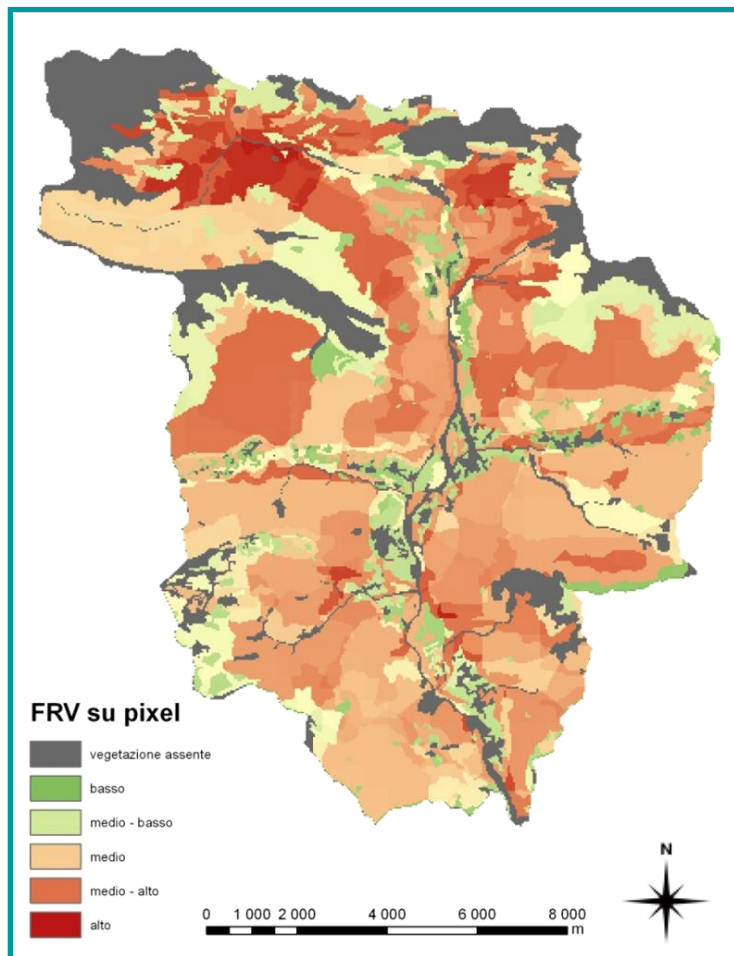 FRV su pixel
vegetazione assente
basso
medio - basso
medio
medio - alto
alto
N
0 1 000 2 000 4 000 6 000 8 000
m